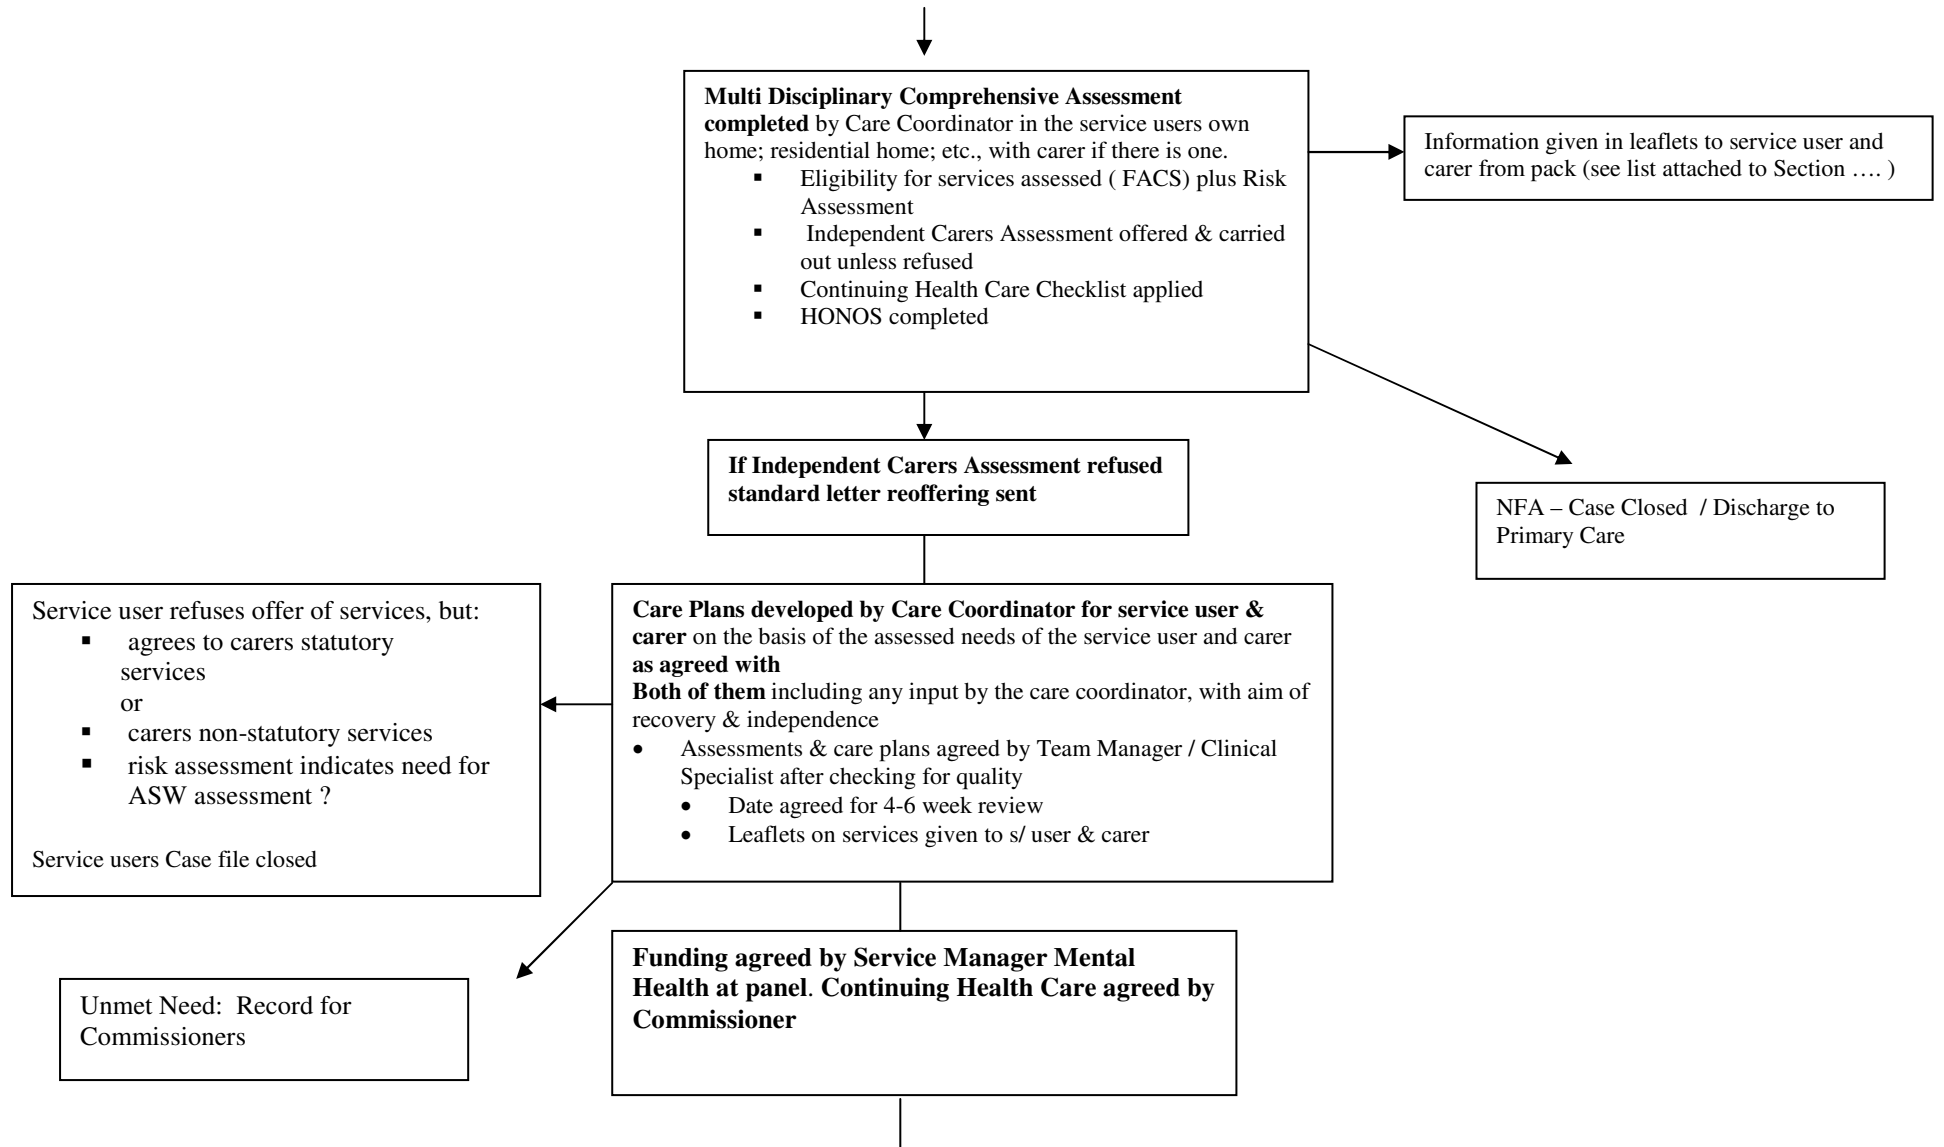 Multi Disciplinary Comprehensive Assessment
completed by Care Coordinator in the service users own
home; residential home; etc., with carer if there is one.
▪ Eligibility for services assessed ( FACS) plus Risk
Assessment
▪ Independent Carers Assessment offered & carried
out unless refused
▪ Continuing Health Care Checklist applied
▪ HONOS completed
Information given in leaflets to service user and
carer from pack (see list attached to Section …. )
If Independent Carers Assessment refused
standard letter reoffering sent
NFA – Case Closed / Discharge to
Primary Care
Service user refuses offer of services, but:
▪ agrees to carers statutory
services
or
▪ carers non-statutory services
▪ risk assessment indicates need for
ASW assessment ?
Service users Case file closed
Care Plans developed by Care Coordinator for service user &
carer on the basis of the assessed needs of the service user and carer
as agreed with
Both of them including any input by the care coordinator, with aim of
recovery & independence
• Assessments & care plans agreed by Team Manager / Clinical
Specialist after checking for quality
• Date agreed for 4-6 week review
• Leaflets on services given to s/ user & carer
Unmet Need: Record for
Commissioners
Funding agreed by Service Manager Mental
Health at panel. Continuing Health Care agreed by
Commissioner